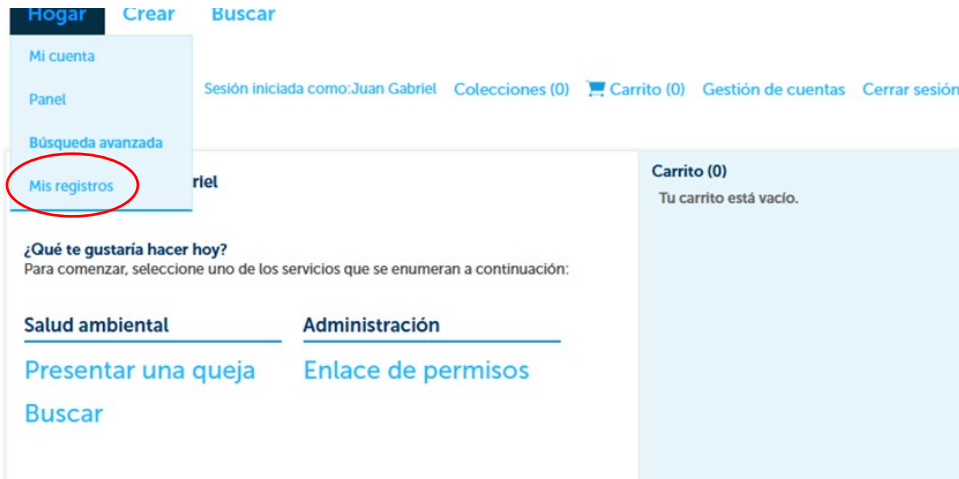 Hogar Crear Buscar
Mi cuenta
Panel
Búsqueda avanzada
Mis registros
Sesión iniciada como:Juan Gabriel Colecciones (0) Carrito (0) Gestión de cuentas Cerrar sesión
riel
¿Qué te gustaría hacer hoy?
Para comenzar, seleccione uno de los servicios que se enumeran a continuación:
Salud ambiental
Presentar una queja
Buscar
Administración
Enlace de permisos
Carrito (0)
Tu carrito está vacío.